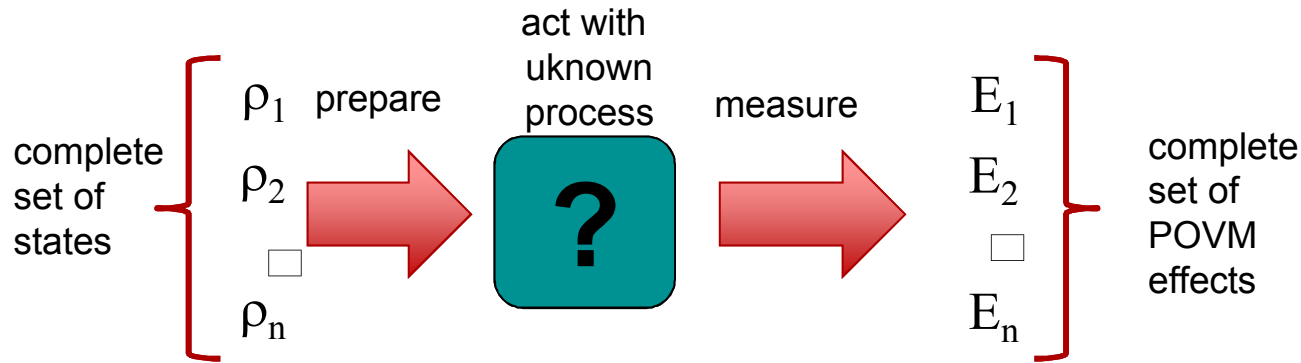 complete
set of
states
ρ1
ρ2
□
ρn
prepare
act with
uknown
process
?
measure
E1
E2
□
En
complete
set of
POVM
effects